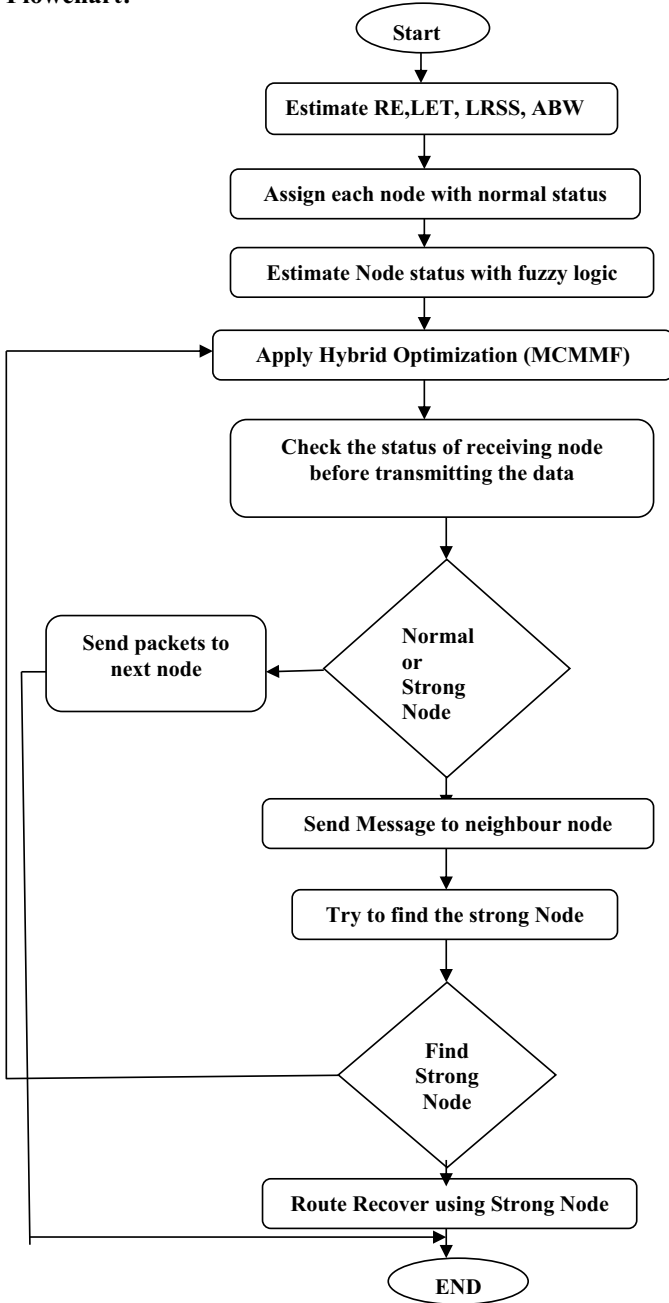 Flowchart:
Start
Estimate RE,LET, LRSS, ABW
Assign each node with normal status
Estimate Node status with fuzzy logic
Apply Hybrid Optimization (MCMMF)
Check the status of receiving node
before transmitting the data
Normal
or
Strong
Node
Send packets to
next node
Send Message to neighbour node
Try to find the strong Node
Find
Strong
Node
Route Recover using Strong Node
END